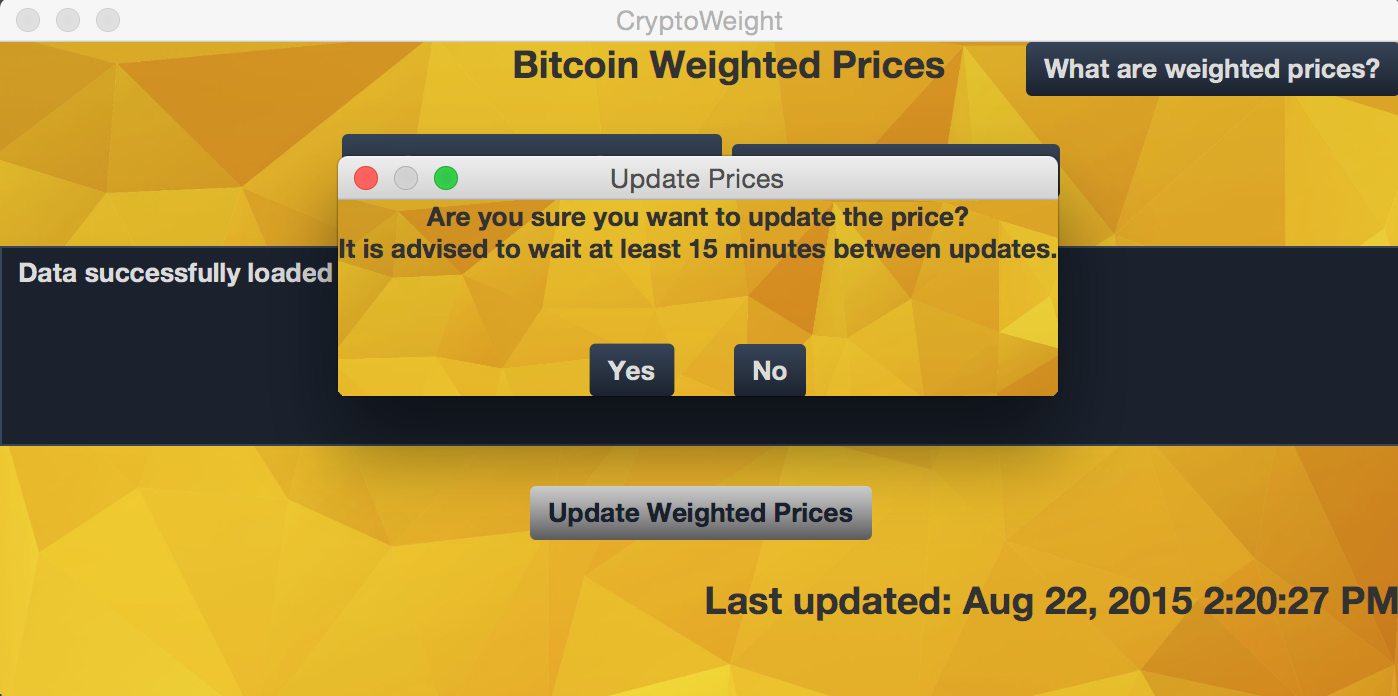 CryptoWeight
Bitcoin Weighted Prices
What are weighted prices?
Update Prices
Are you sure you want to update the price?
It is advised to wait at least 15 minutes between updates.
Data successfully loaded
Yes
No
Update Weighted Prices
Last updated: Aug 22, 2015 2:20:27 PM